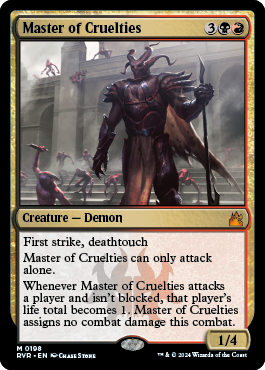 Master of Cruelties 3
Creature — Demon
First strike, deathtouch
Master of Cruelties can only attack
alone.
Whenever Master of Cruelties attacks
a player and isn't blocked, that player's
life total becomes 1. Master of Cruelties
assigns no combat damage this combat.
1/4
M 0198
RVR • EN Chase Stone
™ & © 2024 Wizards of the Coast